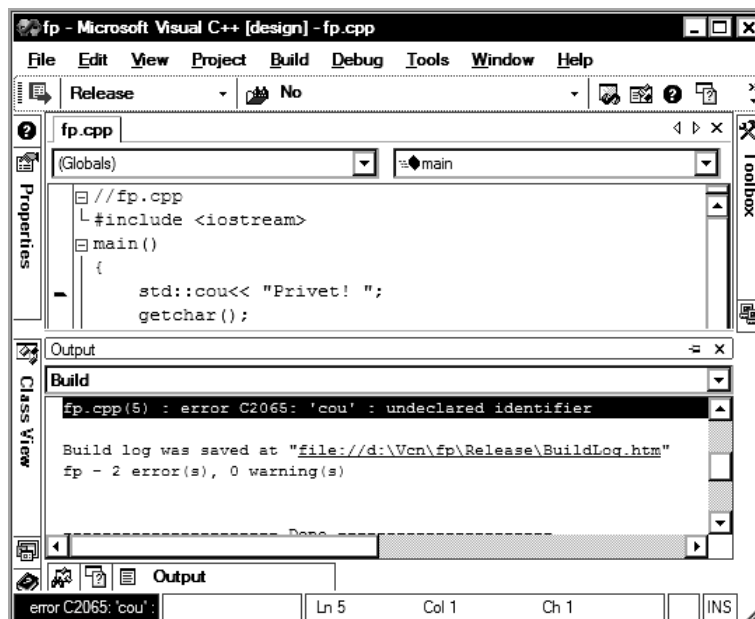 fp - Microsoft Visual C++ [design] - fp.cpp
File Edit View Project Build Debug Tools Window Help
Release No
fp.cpp
(Globals) main
//fp.cpp
#include <iostream>
main()
{
std::cou<< "Privet! ";
getchar();
Properties
Toolbox
Class View
Output
Build
fp.cpp(5) : error C2065: 'cou' : undeclared identifier
Build log was saved at "file://d:\Vcn\fp\Release\BuildLog.htm"
fp - 2 error(s), 0 warning(s)
---------------------- Done ----------------------
Output
error C2065: 'cou' : Ln 5 Col 1 Ch 1 INS